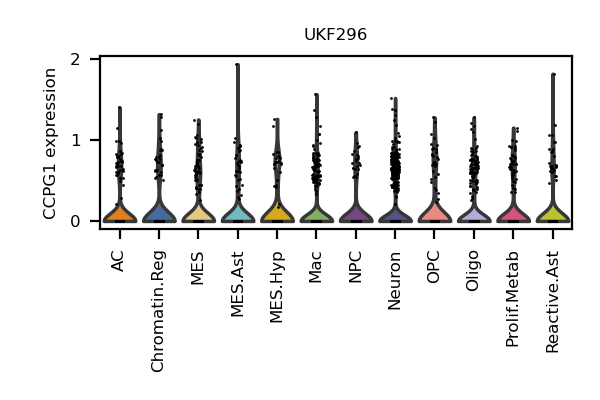 UKF296
CCPG1 expression
2
1
0
AC
Chromatin.Reg
MES
MES.Ast
MES.Hyp
Mac
NPC
Neuron
OPC
Oligo
Prolif.Metab
Reactive.Ast